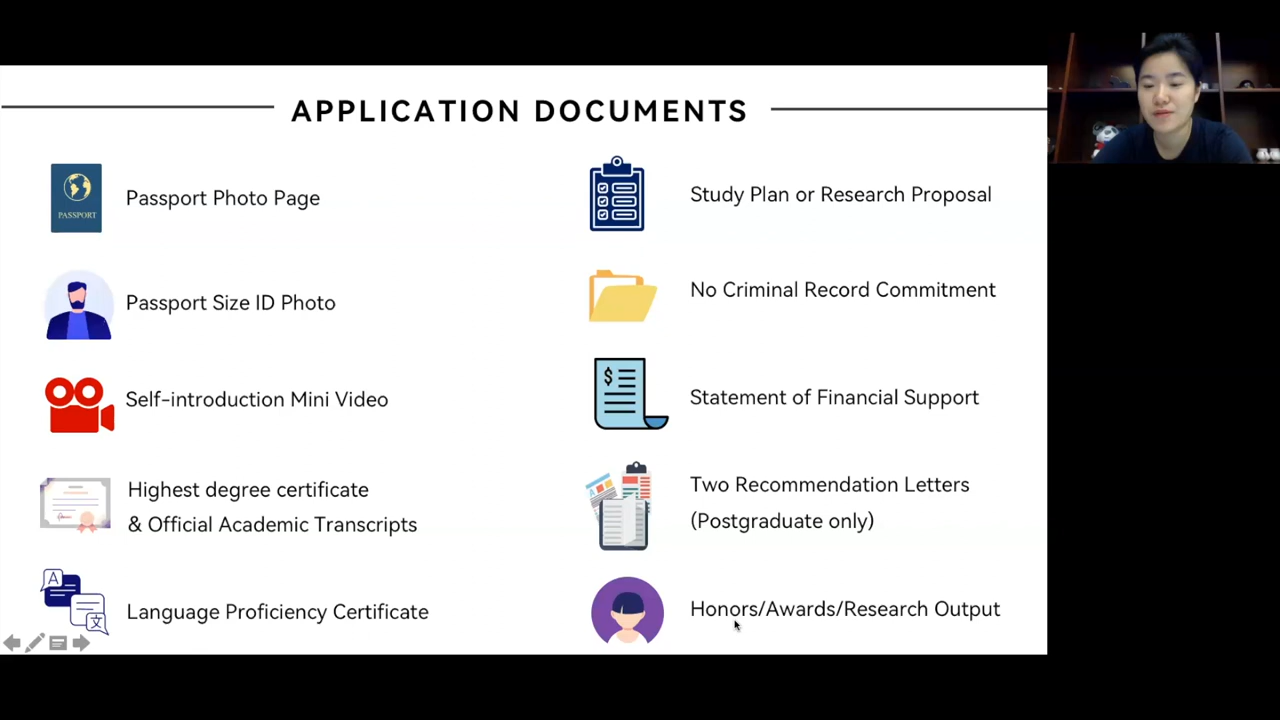 APPLICATION DOCUMENTS
PASSPORT
Passport Photo Page
Passport Size ID Photo
Self-introduction Mini Video
Highest degree certificate
& Official Academic Transcripts
A
文
Language Proficiency Certificate
Study Plan or Research Proposal
No Criminal Record Commitment
$
Statement of Financial Support
A
Two Recommendation Letters
(Postgraduate only)
Honors/Awards/Research Output